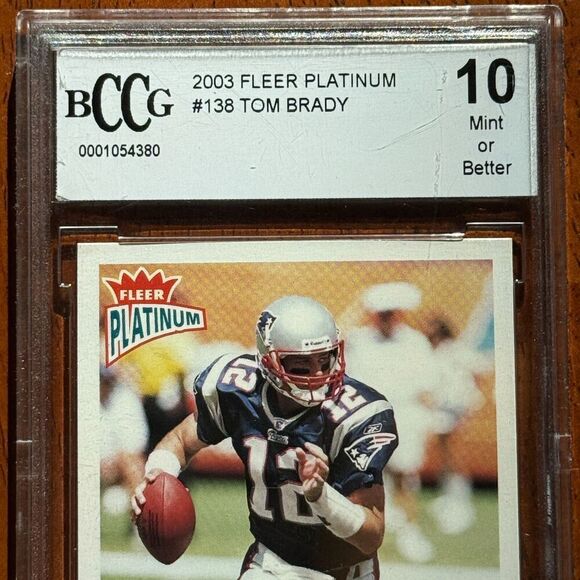 BCCG
0001054380
2003 FLEER PLATINUM
#138 TOM BRADY
10
Mint
or
Better
FLEER
PLATINUM
12
12
12